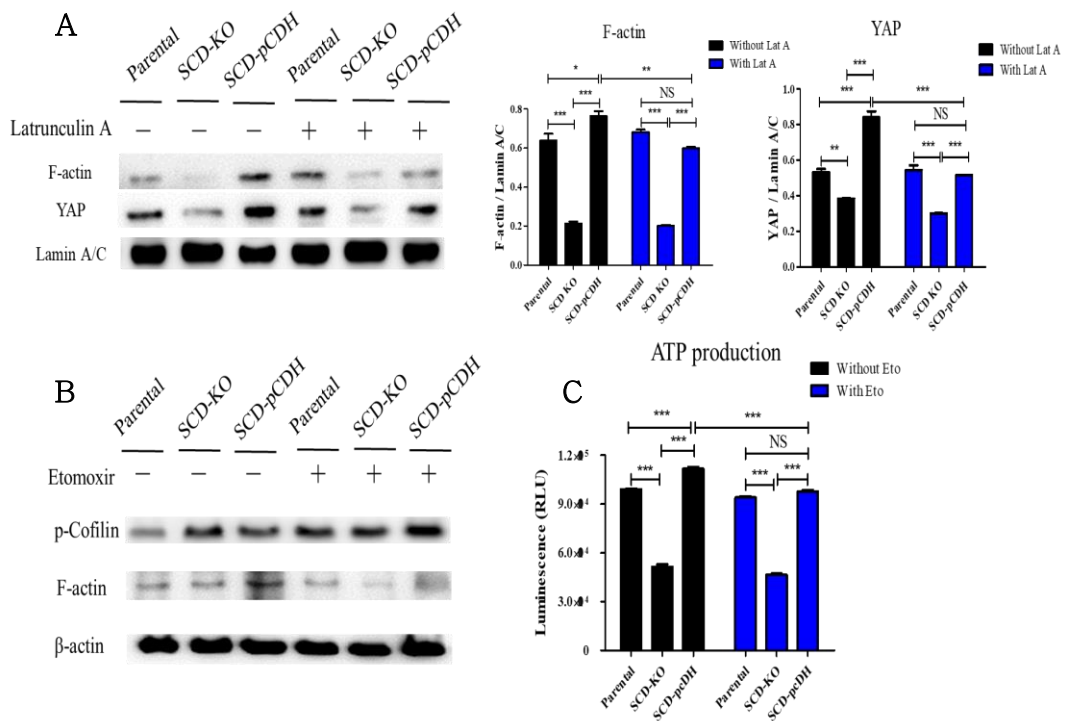 A
Parental
SCD-KO
SCD-pCDH
Parental
SCD-KO
SCD-pCDH
Latrunculin A − − − + + +
F-actin
YAP
Lamin A/C
F-actin
Without Lat A
With Lat A
* **
*** *** NS
*** ***
F-actin / Lamin A/C
0.8
0.6
0.4
0.2
0.0
Parental
SCD KO
SCD-pCDH
Parental
SCD KO
SCD-pCDH
YAP
Without Lat A
With Lat A
***
*** ***
** NS
*** ***
YAP / Lamin A/C
1.0
0.8
0.6
0.4
0.2
0.0
Parental
SCD KO
SCD-pCDH
Parental
SCD KO
SCD-pCDH
B
Parental
SCD-KO
SCD-pCDH
Parental
SCD-KO
SCD-pCDH
Etomoxir − − − + + +
p-Cofilin
F-actin
β-actin
C
ATP production
Without Eto
With Eto
*** ***
*** *** NS
*** ***
Luminescence (RLU)
0
Parental
SCD-KO
SCD-pcDH
Parental
SCD-KO
SCD-pcDH